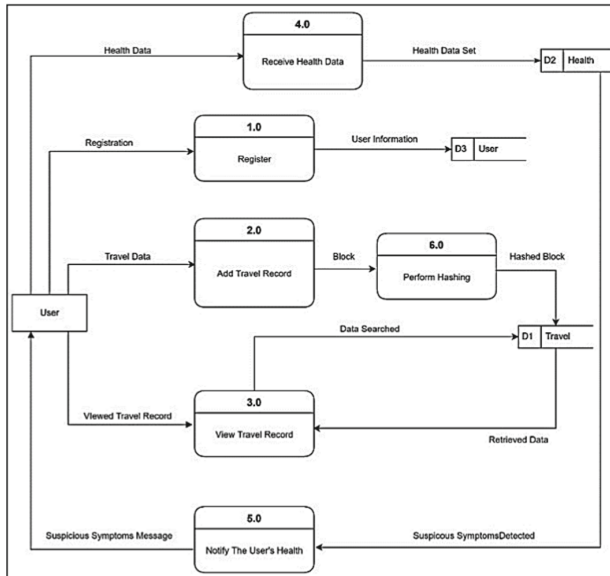 4.0
Health Data
Receive Health Data
Health Data Set
D2 Health
1.0
Registration
Register
User Information
D3 User
2.0
Travel Data
Add Travel Record
Block
6.0
Perform Hashing
Hashed Block
User
Data Searched
D1 Travel
3.0
VIewed Travel Record
View Travel Record
Retrieved Data
5.0
Suspicious Symptoms Message
Notify The User's Health
Suspicous SymptomsDetected